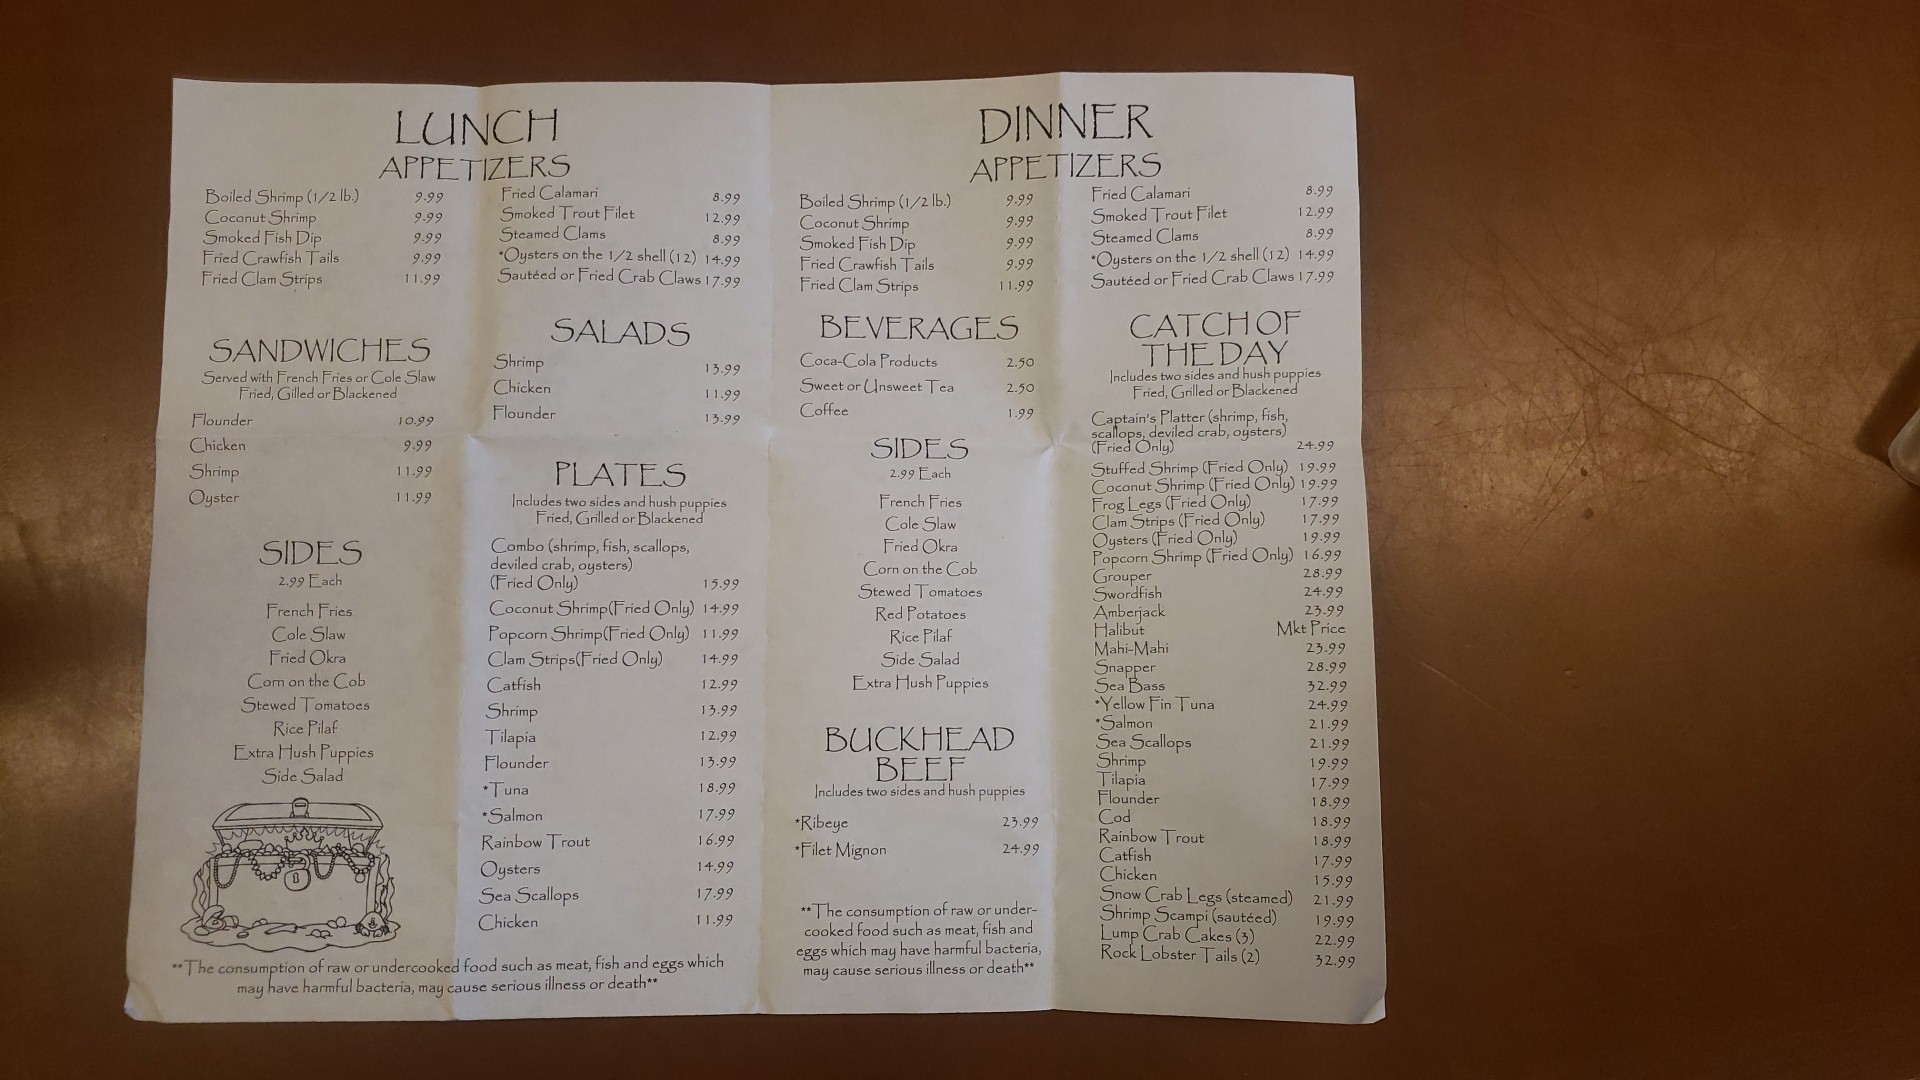 LUNCH
APPETIZERS
Boiled Shrimp (1/2 lb.) 9.99
Coconut Shrimp 9.99
Smoked Fish Dip 9.99
Fried Crawfish Tails 9.99
Fried Clam Strips 11.99
Fried Calamari 8.99
Smoked Trout Filet 12.99
Steamed Clams 8.99
*Oysters on the 1/2 shell (12) 14.99
Sautéed or Fried Crab Claws 17.99
SANDWICHES
Served with French Fries or Cole Slaw
Fried, Gilled or Blackened
Flounder 10.99
Chicken 9.99
Shrimp 11.99
Oyster 11.99
SIDES
2.99 Each
French Fries
Cole Slaw
Fried Okra
Corn on the Cob
Stewed Tomatoes
Rice Pilaf
Extra Hush Puppies
Side Salad
SALADS
Shrimp 13.99
Chicken 11.99
Flounder 13.99
PLATES
Includes two sides and hush puppies
Fried, Grilled or Blackened
Combo (shrimp, fish, scallops,
deviled crab, oysters)
(Fried Only) 15.99
Coconut Shrimp(Fried Only) 14.99
Popcorn Shrimp(Fried Only) 11.99
Clam Strips(Fried Only) 14.99
Catfish 12.99
Shrimp 13.99
Tilapia 12.99
Flounder 13.99
*Tuna 18.99
*Salmon 17.99
Rainbow Trout 16.99
Oysters 14.99
Sea Scallops 17.99
Chicken 11.99
**The consumption of raw or undercooked food such as meat, fish and eggs which
may have harmful bacteria, may cause serious illness or death**
DINNER
APPETIZERS
Boiled Shrimp (1/2 lb.) 9.99
Coconut Shrimp 9.99
Smoked Fish Dip 9.99
Fried Crawfish Tails 9.99
Fried Clam Strips 11.99
Fried Calamari 8.99
Smoked Trout Filet 12.99
Steamed Clams 8.99
*Oysters on the 1/2 shell (12) 14.99
Sautéed or Fried Crab Claws 17.99
BEVERAGES
Coca-Cola Products 2.50
Sweet or Unsweet Tea 2.50
Coffee 1.99
SIDES
2.99 Each
French Fries
Cole Slaw
Fried Okra
Corn on the Cob
Stewed Tomatoes
Red Potatoes
Rice Pilaf
Side Salad
Extra Hush Puppies
BUCKHEAD
BEEF
Includes two sides and hush puppies
*Ribeye 23.99
*Filet Mignon 24.99
**The consumption of raw or under-
cooked food such as meat, fish and
eggs which may have harmful bacteria,
may cause serious illness or death**
CATCH OF
THE DAY
Includes two sides and hush puppies
Fried, Grilled or Blackened
Captain's Platter (shrimp, fish,
scallops, deviled crab, oysters)
(Fried Only) 24.99
Stuffed Shrimp (Fried Only) 19.99
Coconut Shrimp (Fried Only) 19.99
Frog Legs (Fried Only) 17.99
Clam Strips (Fried Only) 17.99
Oysters (Fried Only) 19.99
Popcorn Shrimp (Fried Only) 16.99
Grouper 28.99
Swordfish 24.99
Amberjack 23.99
Halibut Mkt Price
Mahi-Mahi 23.99
Snapper 28.99
Sea Bass 32.99
*Yellow Fin Tuna 24.99
*Salmon 21.99
Sea Scallops 21.99
Shrimp 19.99
Tilapia 17.99
Flounder 18.99
Cod 18.99
Rainbow Trout 18.99
Catfish 17.99
Chicken 15.99
Snow Crab Legs (steamed) 21.99
Shrimp Scampi (sautéed) 19.99
Lump Crab Cakes (3) 22.99
Rock Lobster Tails (2) 32.99